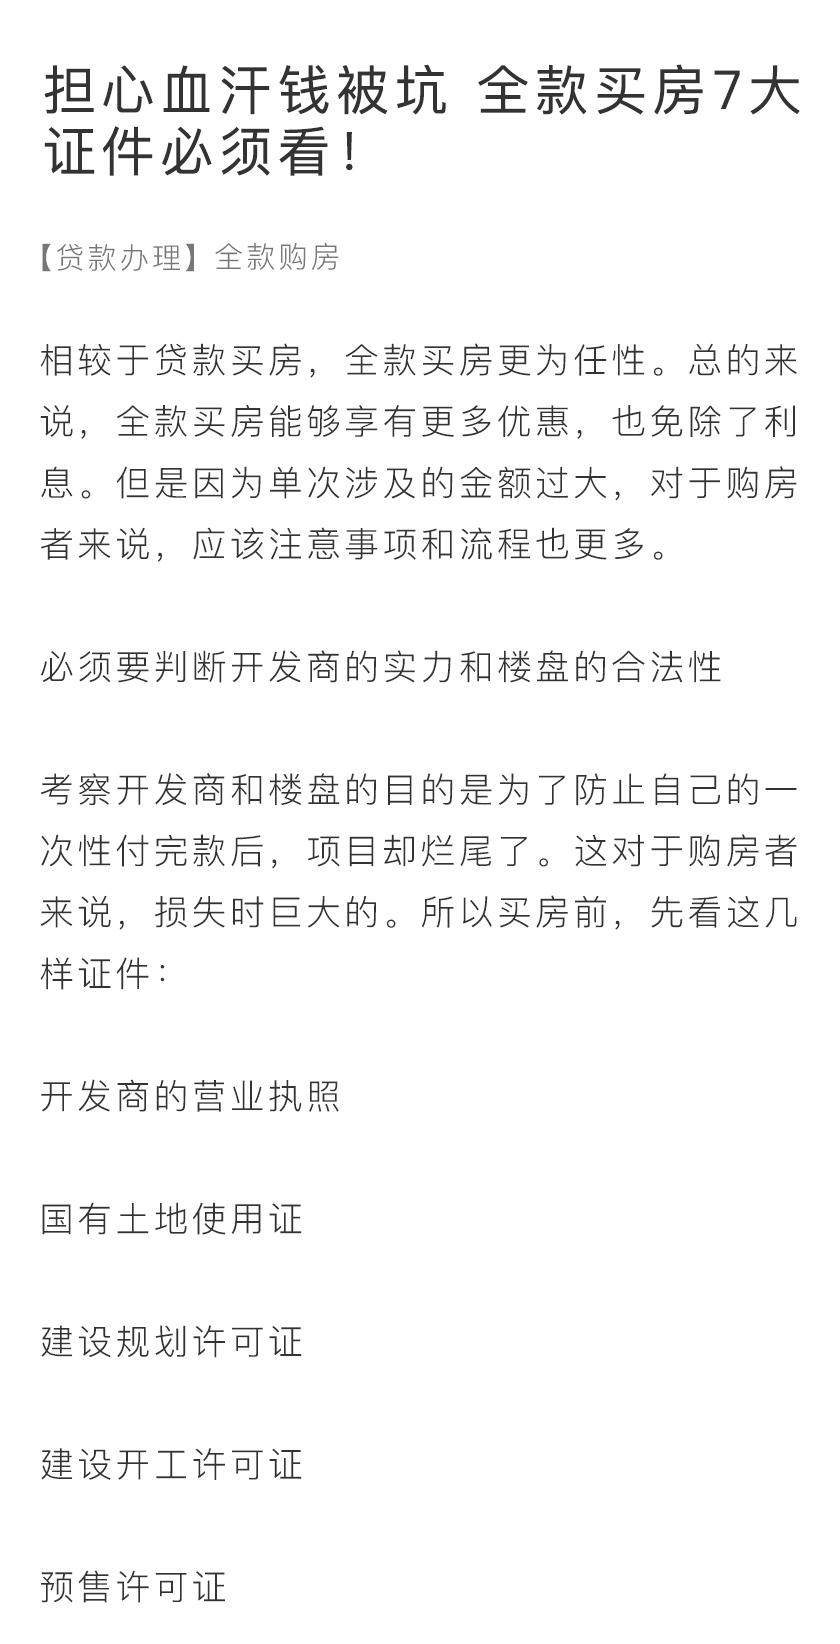 担心血汗钱被坑 全款买房7大
证件必须看！
【贷款办理】全款购房
相较于贷款买房，全款买房更为任性。总的来
说，全款买房能够享有更多优惠，也免除了利
息。但是因为单次涉及的金额过大，对于购房
者来说，应该注意事项和流程也更多。
必须要判断开发商的实力和楼盘的合法性
考察开发商和楼盘的目的是为了防止自己的一
次性付完款后，项目却烂尾了。这对于购房者
来说，损失时巨大的。所以买房前，先看这几
样证件：
开发商的营业执照
国有土地使用证
建设规划许可证
建设开工许可证
预售许可证